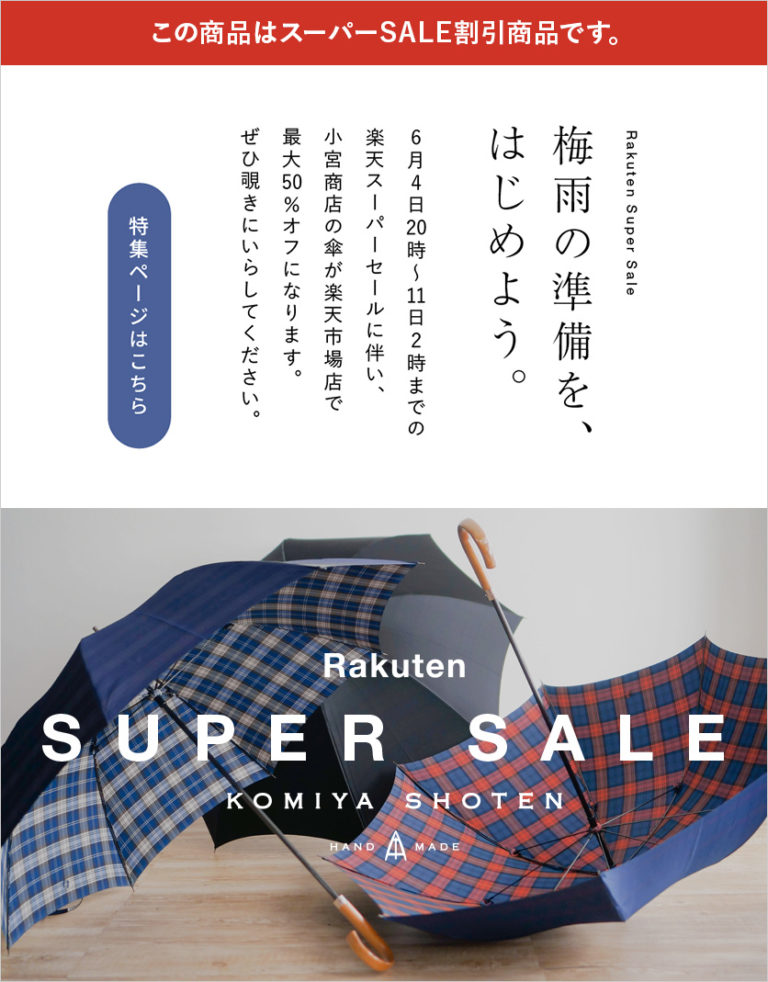 この商品はスーパーSALE割引商品です。
Rakuten Super Sale
梅雨の準備を、
はじめよう。
6月4日20時〜11日2時までの
楽天スーパーセールに伴い、
小宮商店の傘が楽天市場店で
最大50%オフになります。
ぜひ覗きにいらしてください。
特集ページはこちら
Rakuten
SUPER SALE
KOMIYA SHOTEN
HAND MADE